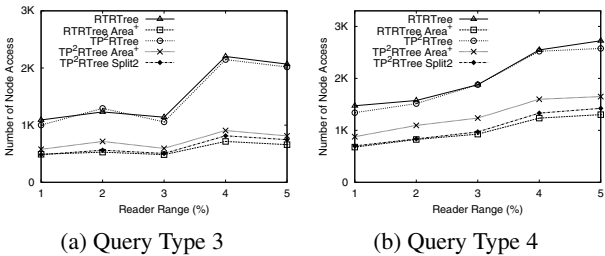 Number of Node Access
3K
2K
1K
0
RTRTree
RTRTree Area⁺
TP²RTree
TP²RTree Area⁺
TP²RTree Split2
1 2 3 4 5
Reader Range (%)
(a) Query Type 3
Number of Node Access
3K
2K
1K
0
RTRTree
RTRTree Area⁺
TP²RTree
TP²RTree Area⁺
TP²RTree Split2
1 2 3 4 5
Reader Range (%)
(b) Query Type 4